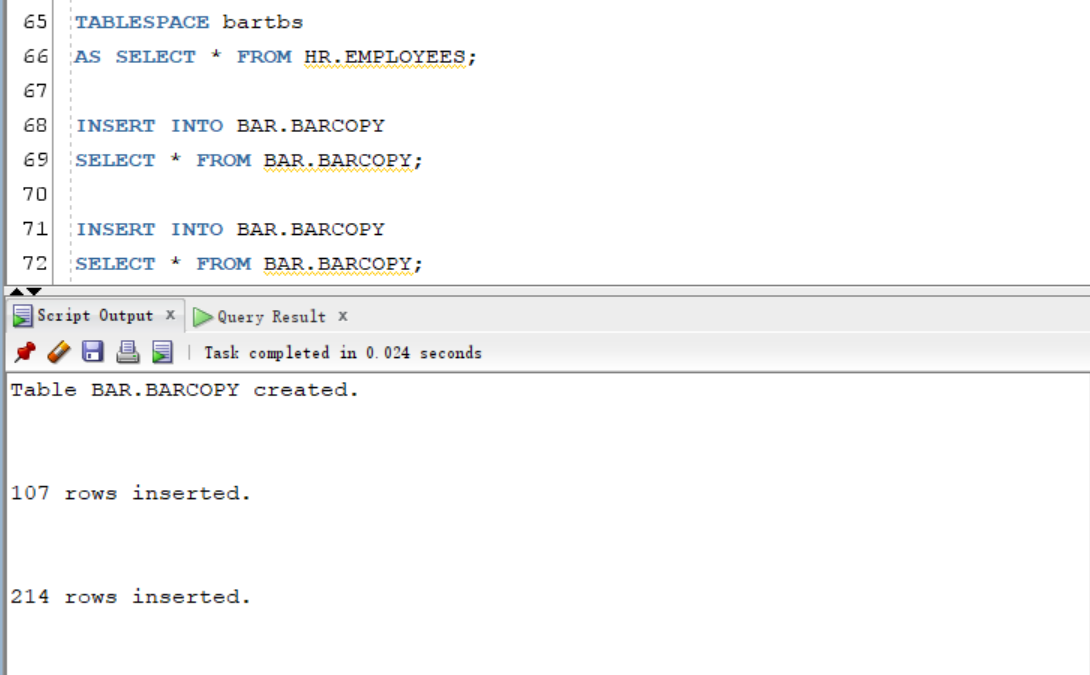 65 TABLESPACE bartbs
66 AS SELECT * FROM HR.EMPLOYEES;
67
68 INSERT INTO BAR.BARCOPY
69 SELECT * FROM BAR.BARCOPY;
70
71 INSERT INTO BAR.BARCOPY
72 SELECT * FROM BAR.BARCOPY;
Script Output x Query Result x
Task completed in 0.024 seconds
Table BAR.BARCOPY created.
107 rows inserted.
214 rows inserted.